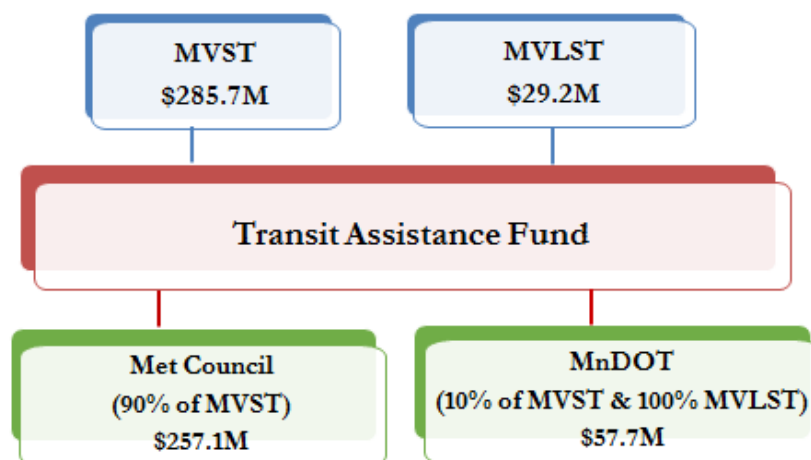 MVST
$285.7M
MVLST
$29.2M
Transit Assistance Fund
Met Council
(90% of MVST)
$257.1M
MnDOT
(10% of MVST & 100% MVLST)
$57.7M